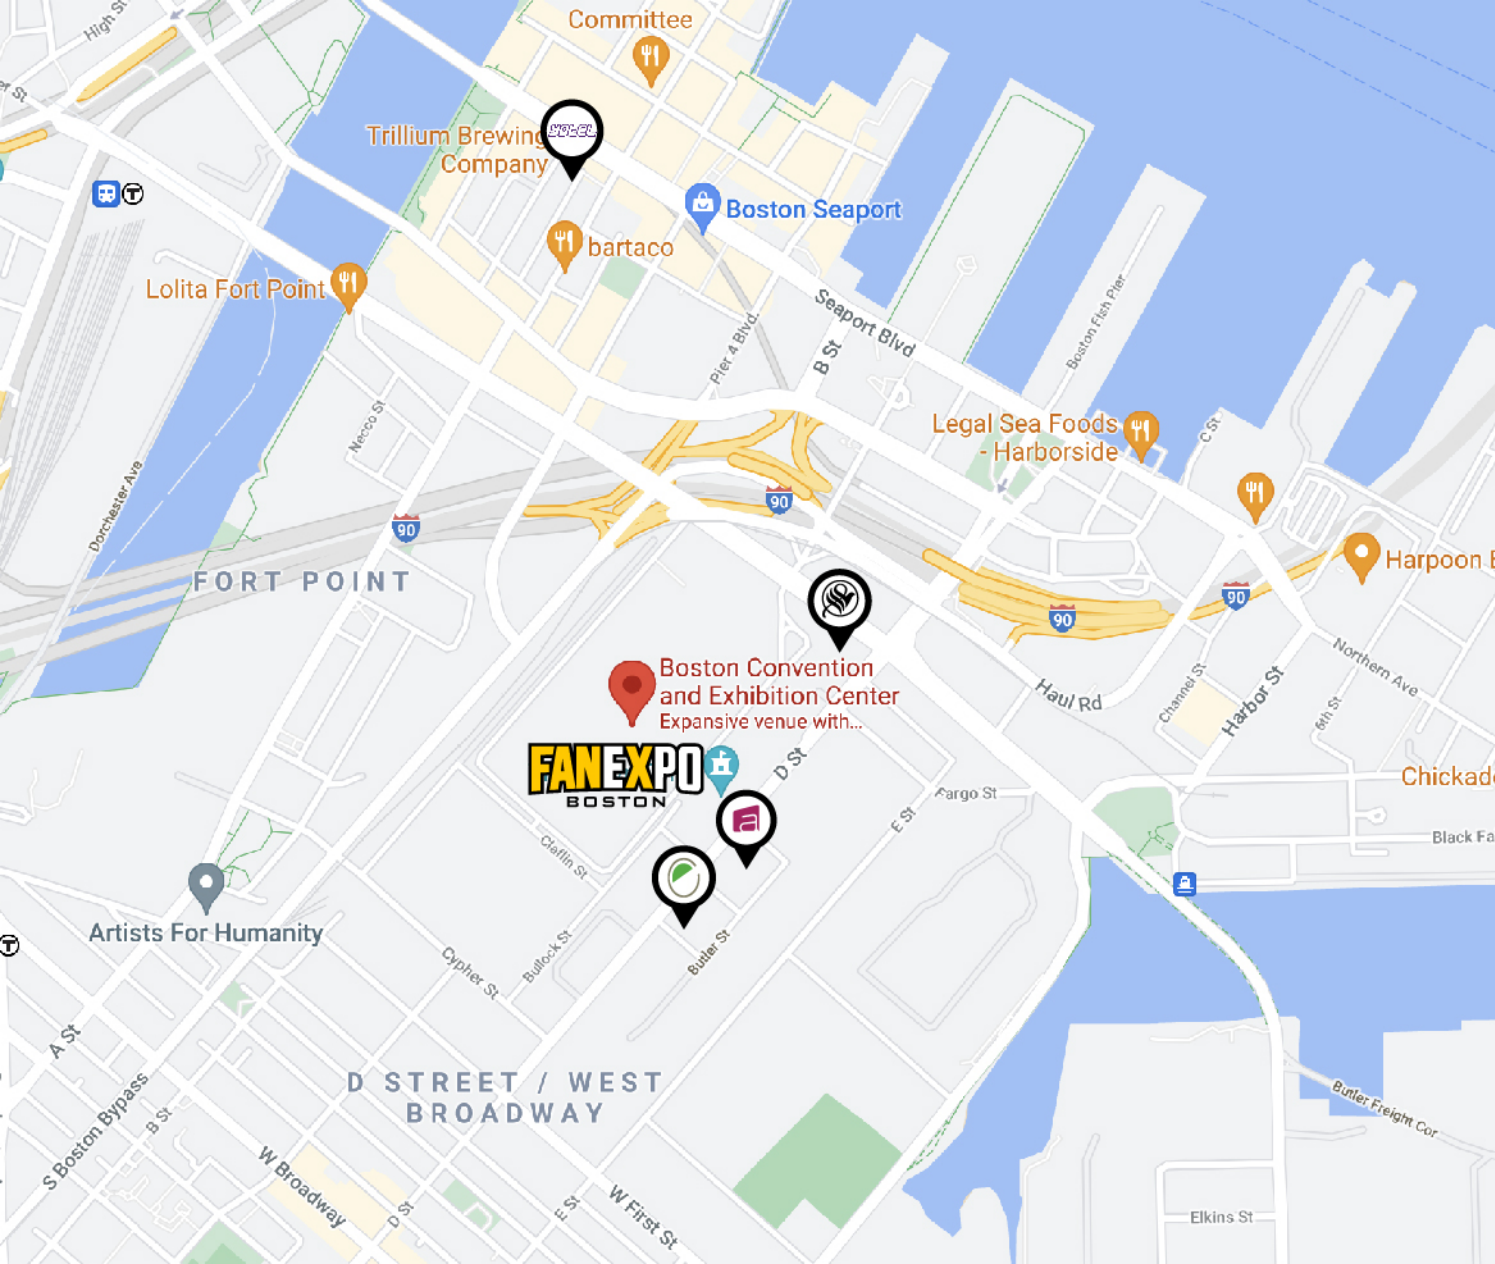 High St
Committee
er St
Trillium Brewing
Company
YOTEL
T
Boston Seaport
bartaco
Lolita Fort Point
Seaport Blvd
Pier 4 Blvd.
B St
Boston Fish Pier
Necco St
Legal Sea Foods
- Harborside
C St
Dorchester Ave
90
90
90
90
Harpoon B
FORT POINT
Boston Convention
and Exhibition Center
Expansive venue with...
Northern Ave
Haul Rd
Channel St
Harbor St
6th St
FANEXPO
BOSTON
D St
Fargo St
E St
Chickado
Black Fa
Claflin St
Artists For Humanity
T
Cypher St
Bullock St
Butler St
A St
D STREET / WEST
BROADWAY
S Boston Bypass
B St
Butler Freight Cor
W Broadway
D St
E St
W First St
Elkins St